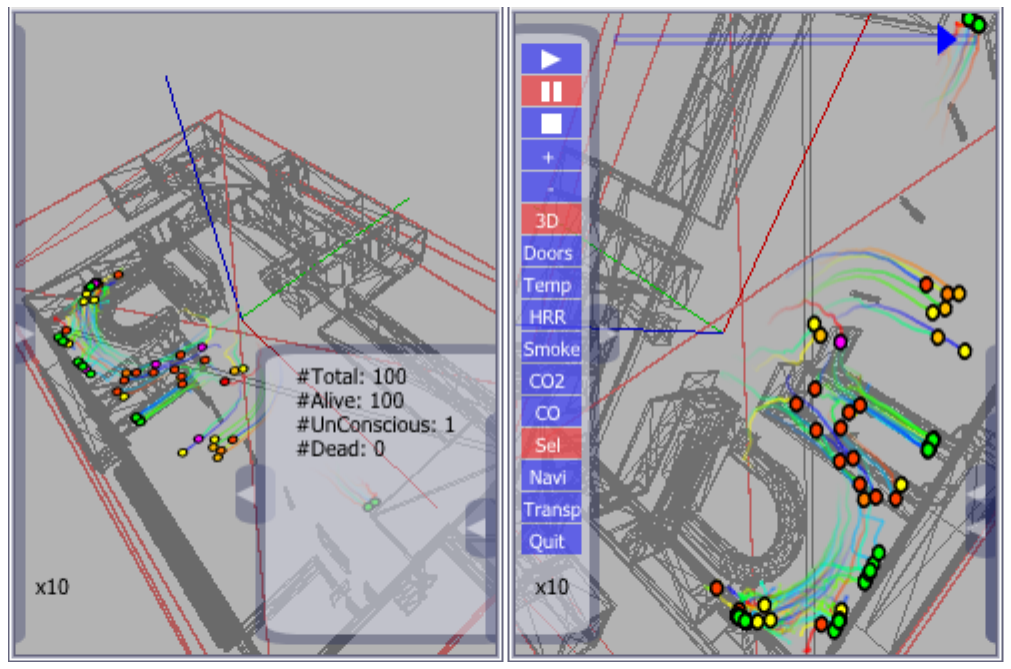 #Total: 100
#Alive: 100
#UnConscious: 1
#Dead: 0
x10
+
-
3D
Doors
Temp
HRR
Smoke
CO2
CO
Sel
Navi
Transp
Quit
x10